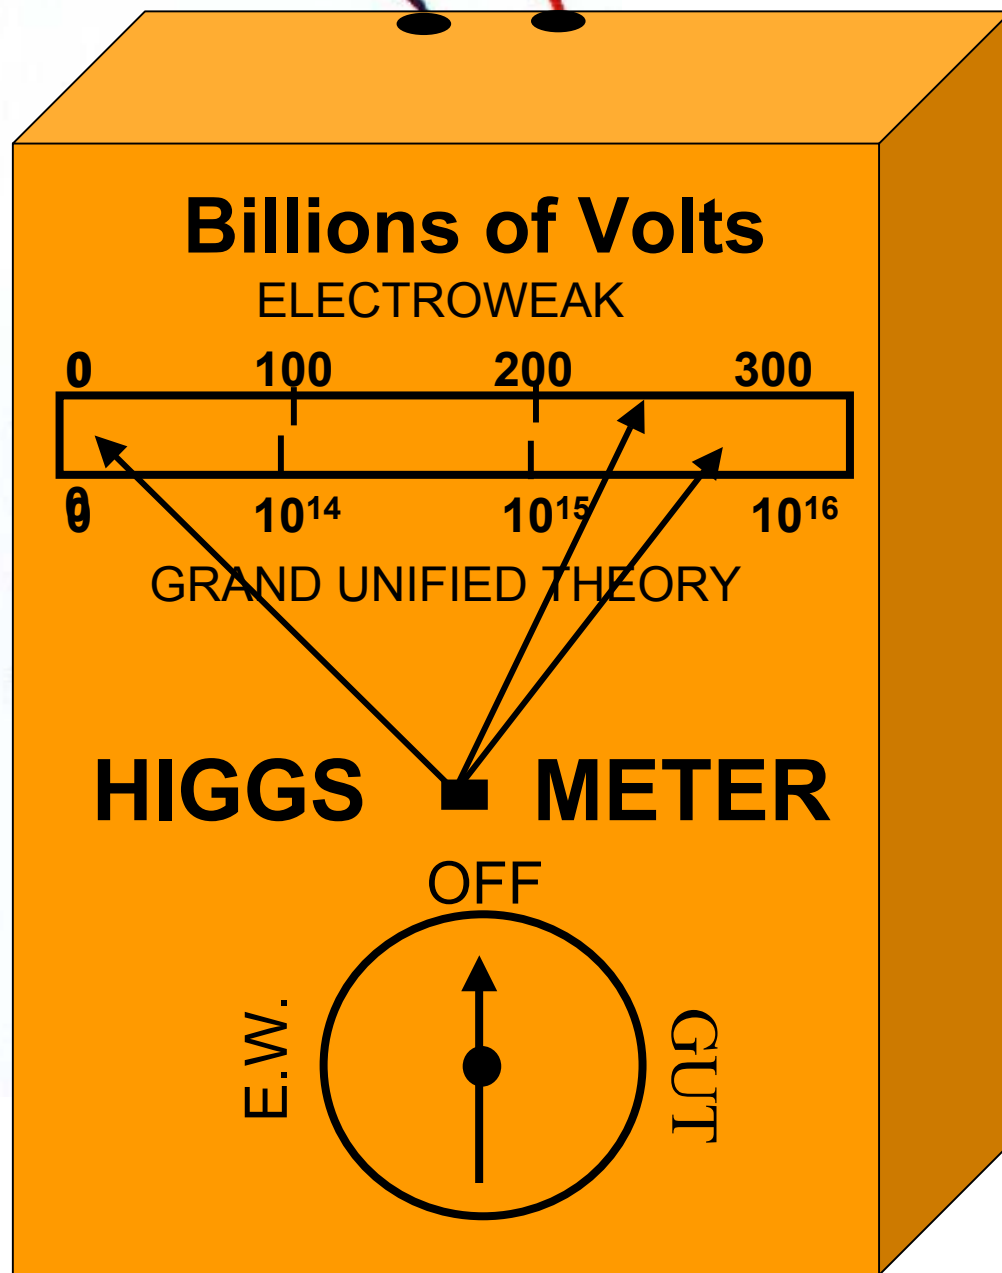 Billions of Volts
ELECTROWEAK
0 100 200 300
0 10¹⁴ 10¹⁵ 10¹⁶
GRAND UNIFIED THEORY
HIGGS METER
OFF
E.W. GUT